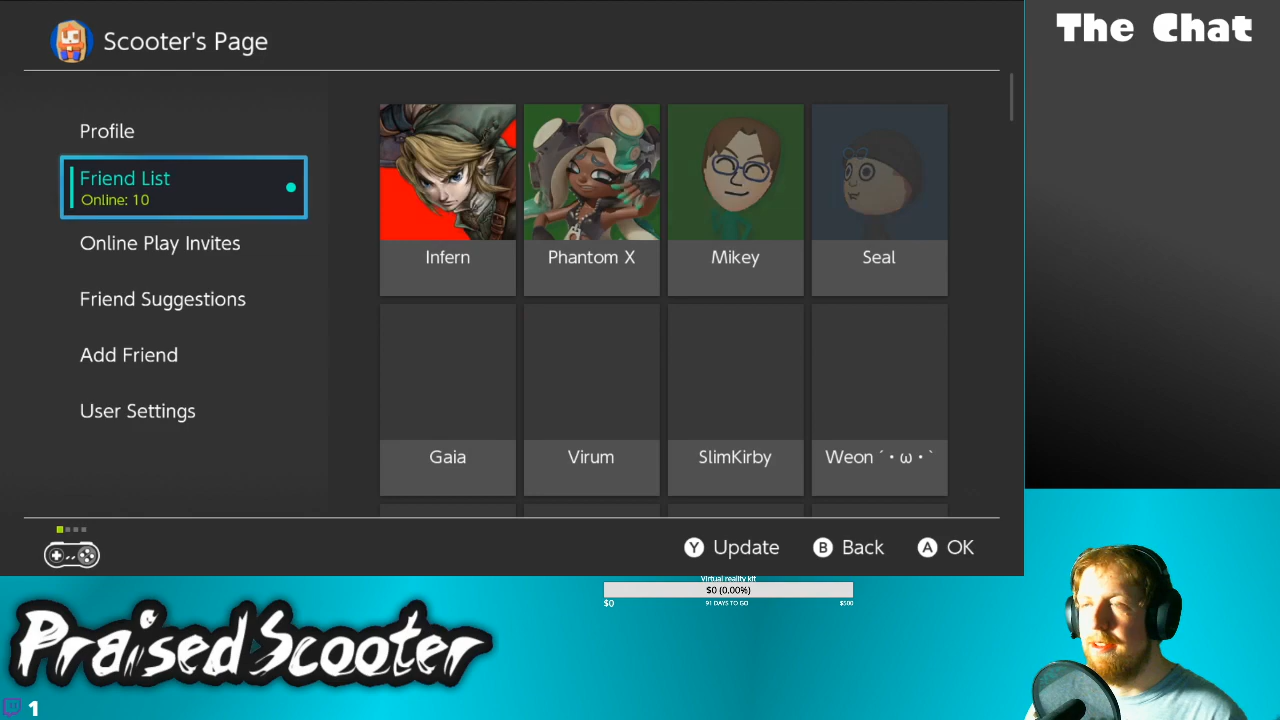 Scooter's Page
The Chat
Profile
Friend List
Online: 10
Online Play Invites
Friend Suggestions
Add Friend
User Settings
Infern
Phantom X
Mikey
Seal
Gaia
Virum
SlimKirby
Weon ´・ω・`
Y Update
B Back
A OK
Virtual reality kit
$0 (0.00%)
$0
91 DAYS TO GO
$500
PraisedScooter
1